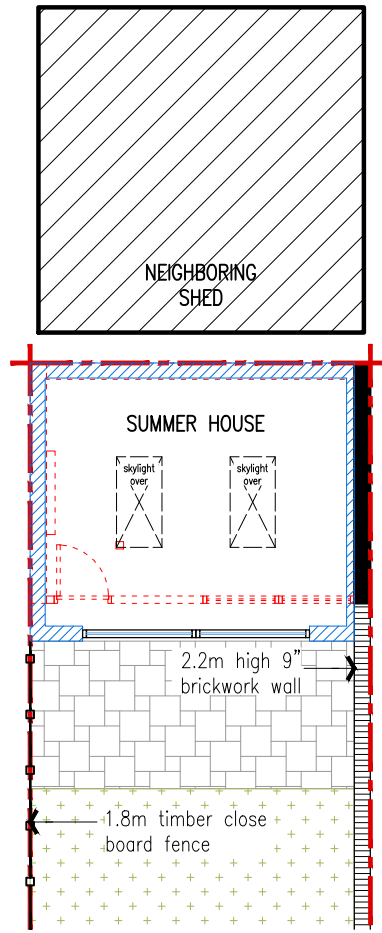 NEIGHBORING
SHED
SUMMER HOUSE
skylight
over
skylight
over
2.2m high 9"
brickwork wall
1.8m timber close
board fence